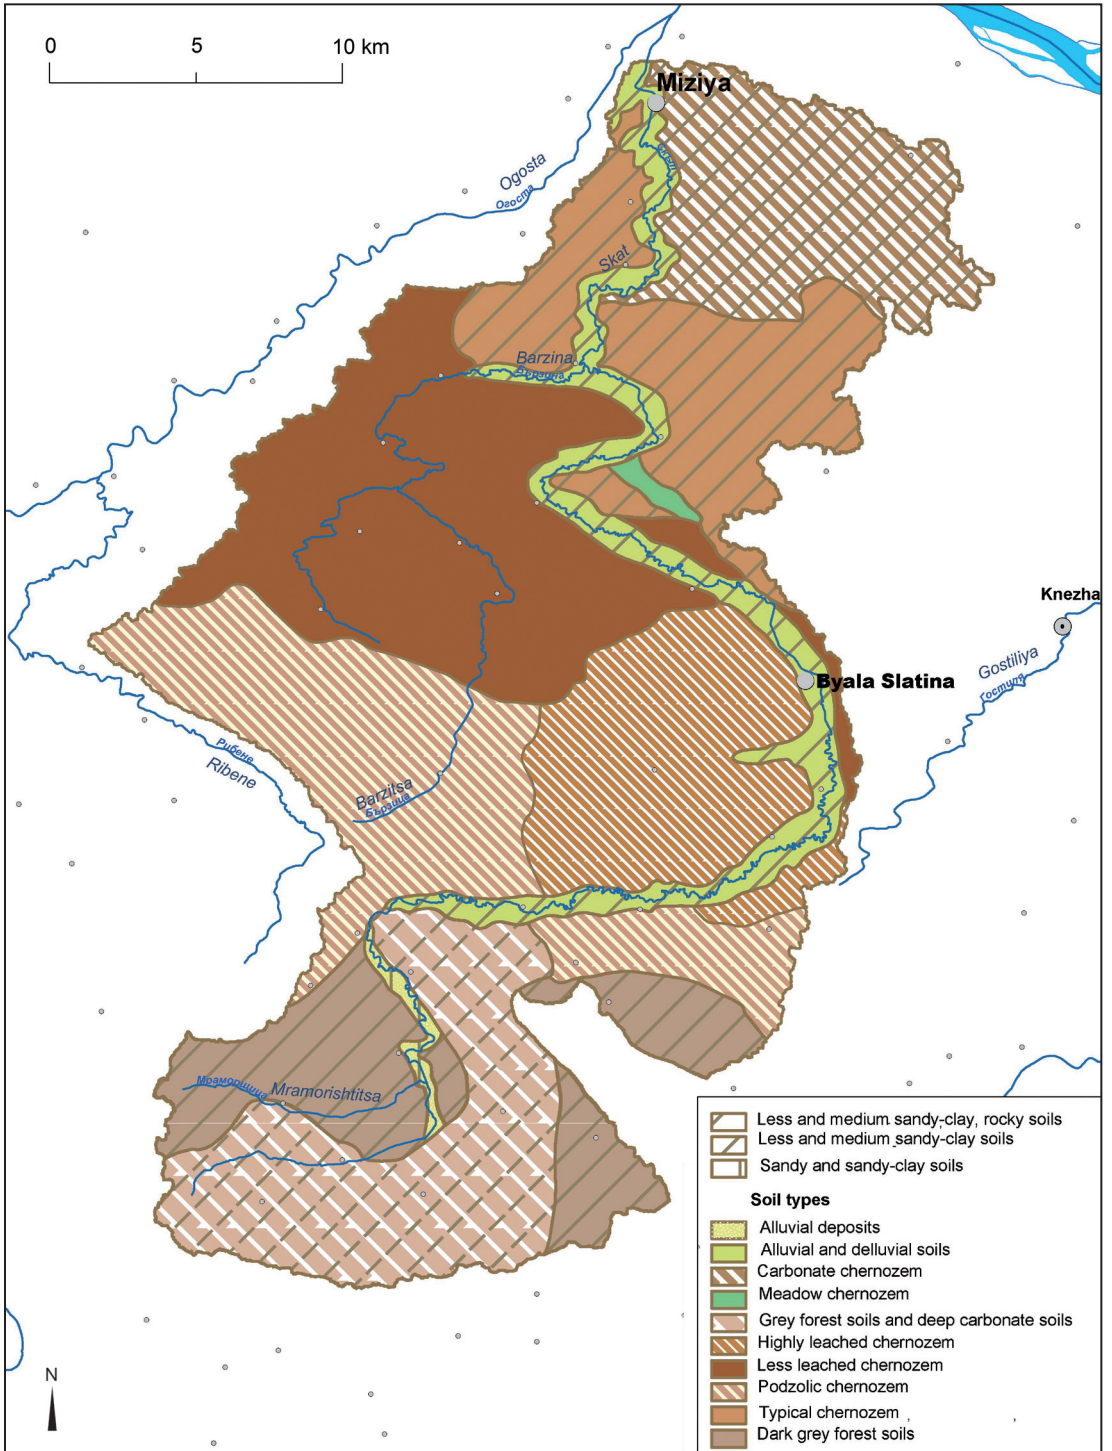 0 5 10 km
Miziya
Скът
Ogosta
Огоста
Skat
Barzina
Бързина
Knezha
Gostiliya
Гостиля
Byala Slatina
Рибене
Ribene
Barzitsa
Бързица
Мраморщица
Mramorishtitsa
Less and medium sandy-clay, rocky soils
Less and medium sandy-clay soils
Sandy and sandy-clay soils
Soil types
Alluvial deposits
Alluvial and delluvial soils
Carbonate chernozem
Meadow chernozem
Grey forest soils and deep carbonate soils
Highly leached chernozem
Less leached chernozem
Podzolic chernozem
Typical chernozem
Dark grey forest soils
N